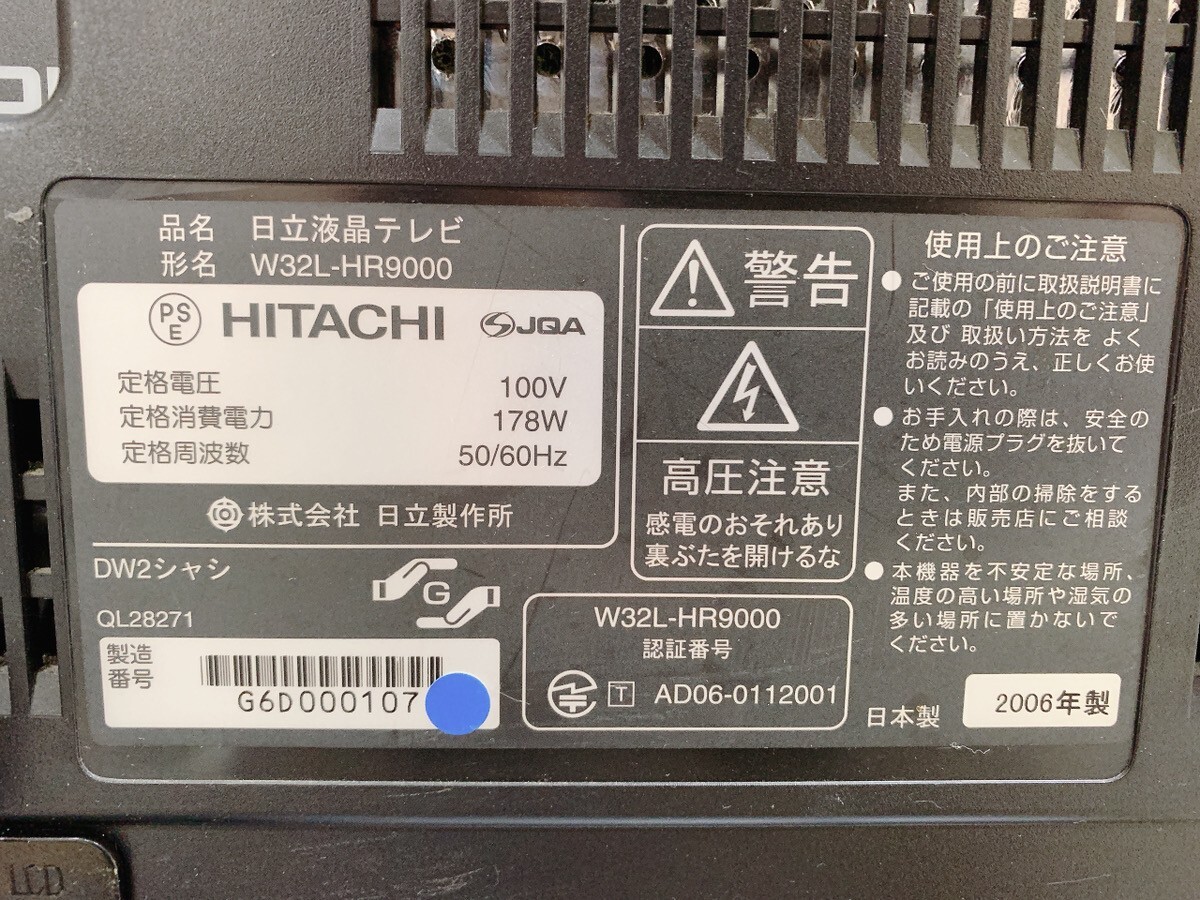 品名 日立液晶テレビ
形名 W32L-HR9000
PS
E
HITACHI
JQA
定格電圧 100V
定格消費電力 178W
定格周波数 50/60Hz
株式会社 日立製作所
DW2シャシ
G
QL28271
製造
番号
G6D000107
警告
高圧注意
感電のおそれあり
裏ぶたを開けるな
W32L-HR9000
認証番号
T AD06-0112001
使用上のご注意
●ご使用の前に取扱説明書に
記載の「使用上のご注意」
及び 取扱い方法を よく
お読みのうえ、正しくお使
いください。
●お手入れの際は、安全の
ため電源プラグを抜いて
ください。
また、内部の掃除をする
ときは販売店にご相談
ください。
●本機器を不安定な場所、
温度の高い場所や湿気の
多い場所に置かないで
ください。
日本製 2006年製
LCD